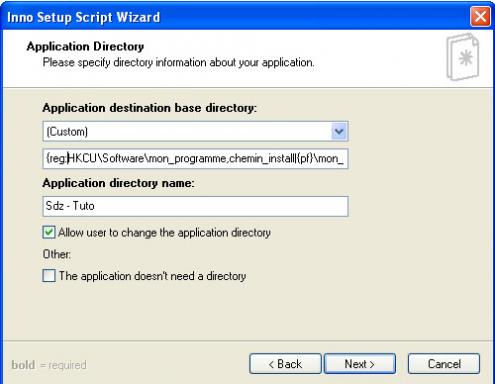 Inno Setup Script Wizard
Application Directory
Please specify directory information about your application.
Application destination base directory:
(Custom)
{reg:HKCU\Software\mon_programme,chemin_install|{pf}\mon_
Application directory name:
Sdz - Tuto
Allow user to change the application directory
Other:
The application doesn't need a directory
bold = required
< Back
Next >
Cancel